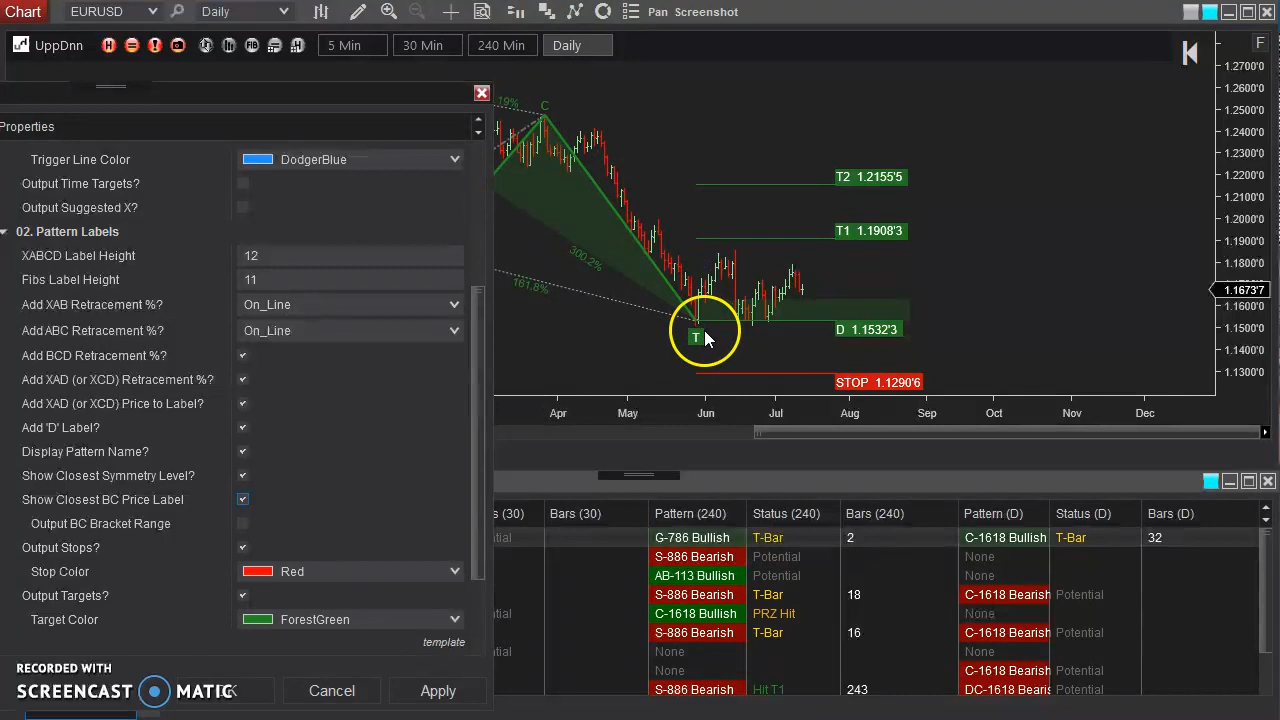 Chart EURUSD Daily Pan Screenshot
UppDnn H ! FIB 5 Min 30 Min 240 Min Daily F
1.2700'0
1.2500'0
1.2400'0
1.2300'0
1.2200'0
1.2000'0
1.1900'0
1.1800'0
1.1673'7
1.1600'0
1.1500'0
1.1400'0
1.1300'0
19% C
300.2%
161.8%
T2 1.2155'5
T1 1.1908'3
D 1.1532'3
T
STOP 1.1290'6
Apr May Jun Jul Aug Sep Oct Nov Dec
Properties
Trigger Line Color DodgerBlue
Output Time Targets?
Output Suggested X?
02. Pattern Labels
XABCD Label Height 12
Fibs Label Height 11
Add XAB Retracement %? On_Line
Add ABC Retracement %? On_Line
Add BCD Retracement %?
Add XAD (or XCD) Retracement %?
Add XAD (or XCD) Price to Label?
Add 'D' Label?
Display Pattern Name?
Show Closest Symmetry Level?
Show Closest BC Price Label
Output BC Bracket Range
Output Stops?
Stop Color Red
Output Targets?
Target Color ForestGreen
template
Cancel Apply
RECORDED WITH
SCREENCAST MATIC
(30) Bars (30) Pattern (240) Status (240) Bars (240) Pattern (D) Status (D) Bars (D)
G-786 Bullish T-Bar 2 C-1618 Bullish T-Bar 32
S-886 Bearish Potential None
AB-113 Bullish Potential None
S-886 Bearish T-Bar 18 C-1618 Bearish Potential
C-1618 Bullish PRZ Hit None
S-886 Bearish T-Bar 16 C-1618 Bearish Potential
None None
None C-1618 Bearish Potential
S-886 Bearish Hit T1 243 DC-1618 Bearis Potential